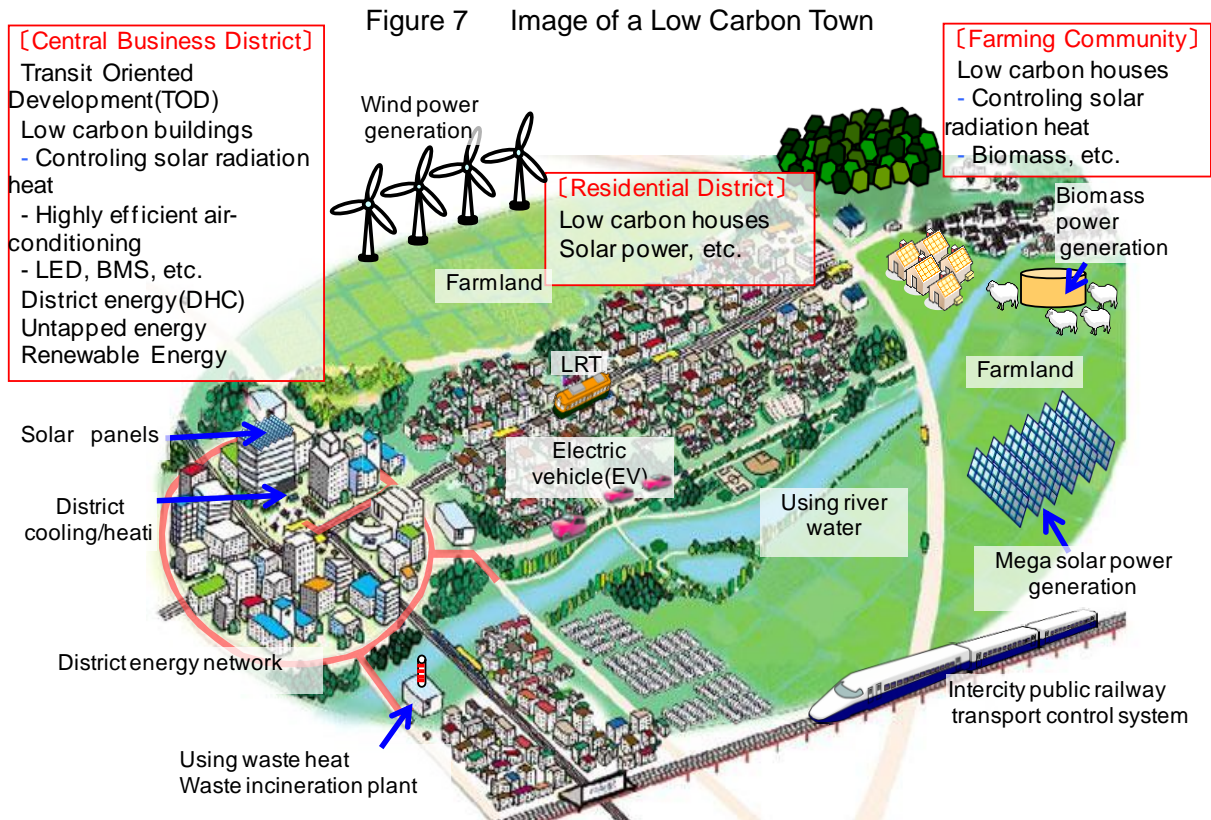 Figure 7 Image of a Low Carbon Town
〔Central Business District〕
Transit Oriented
Development(TOD)
Low carbon buildings
- Controling solar radiation
heat
- Highly efficient air-
conditioning
- LED, BMS, etc.
District energy(DHC)
Untapped energy
Renewable Energy
Wind power
generation
〔Residential District〕
Low carbon houses
Solar power, etc.
〔Farming Community〕
Low carbon houses
- Controling solar
radiation heat
- Biomass, etc.
Biomass
power
generation
Farmland
LRT
Farmland
Solar panels
District
cooling/heati
Electric
vehicle(EV)
Using river
water
Mega solar power
generation
District energy network
Intercity public railway
transport control system
Using waste heat
Waste incineration plant